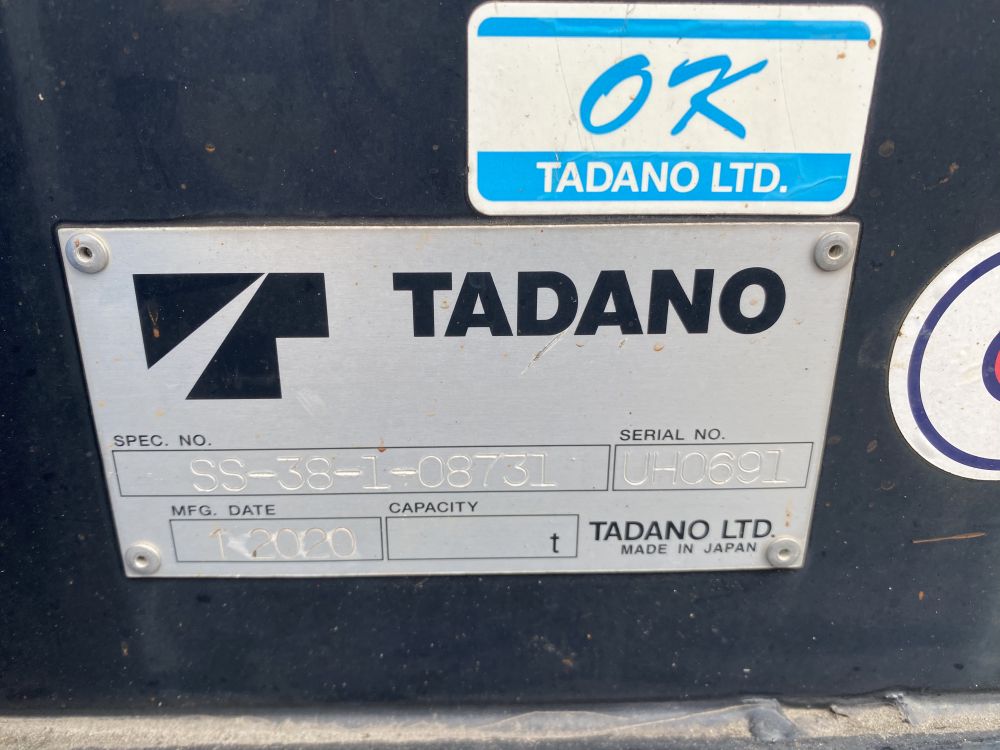 OK
TADANO LTD.
TADANO
SPEC. NO.
SS-38-1-08731
SERIAL NO.
UH0691
MFG. DATE
1 2020
CAPACITY
t
TADANO LTD.
MADE IN JAPAN